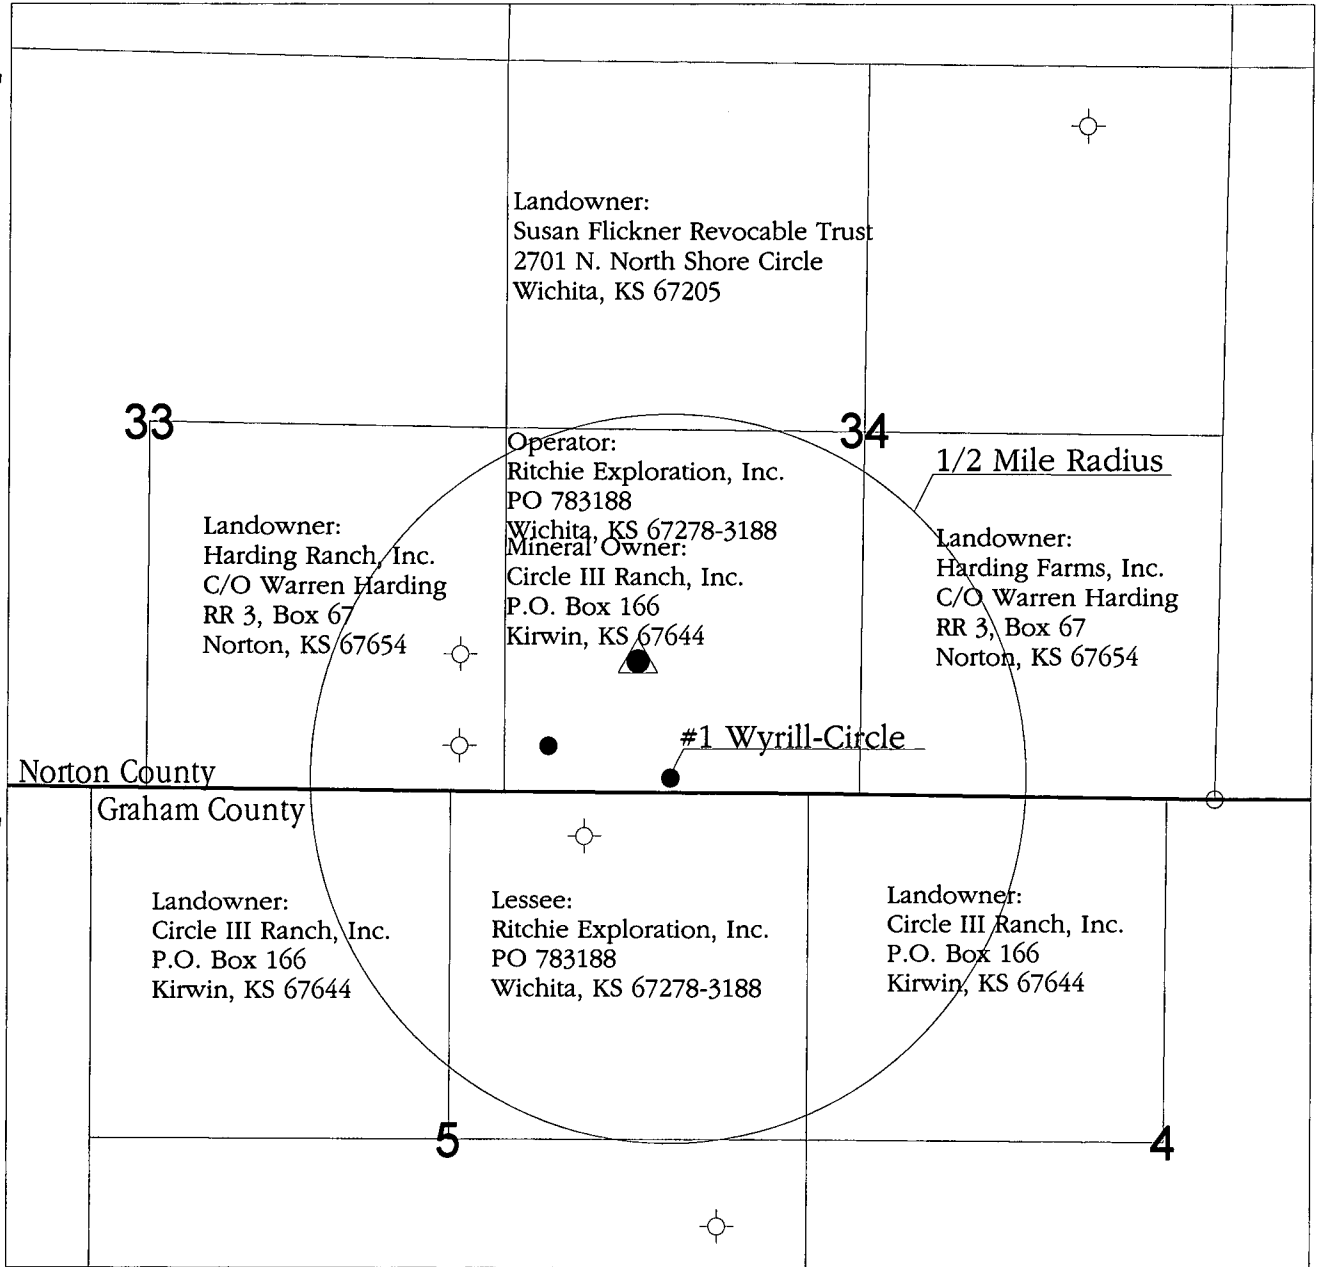 Landowner:
Susan Flickner Revocable Trust
2701 N. North Shore Circle
Wichita, KS 67205
33
34
Operator:
Ritchie Exploration, Inc.
PO 783188
Wichita, KS 67278-3188
Mineral Owner:
Circle III Ranch, Inc.
P.O. Box 166
Kirwin, KS 67644
1/2 Mile Radius
Landowner:
Harding Ranch, Inc.
C/O Warren Harding
RR 3, Box 67
Norton, KS 67654
Landowner:
Harding Farms, Inc.
C/O Warren Harding
RR 3, Box 67
Norton, KS 67654
#1 Wyrill-Circle
Norton County
Graham County
Landowner:
Circle III Ranch, Inc.
P.O. Box 166
Kirwin, KS 67644
Lessee:
Ritchie Exploration, Inc.
PO 783188
Wichita, KS 67278-3188
Landowner:
Circle III Ranch, Inc.
P.O. Box 166
Kirwin, KS 67644
5
4